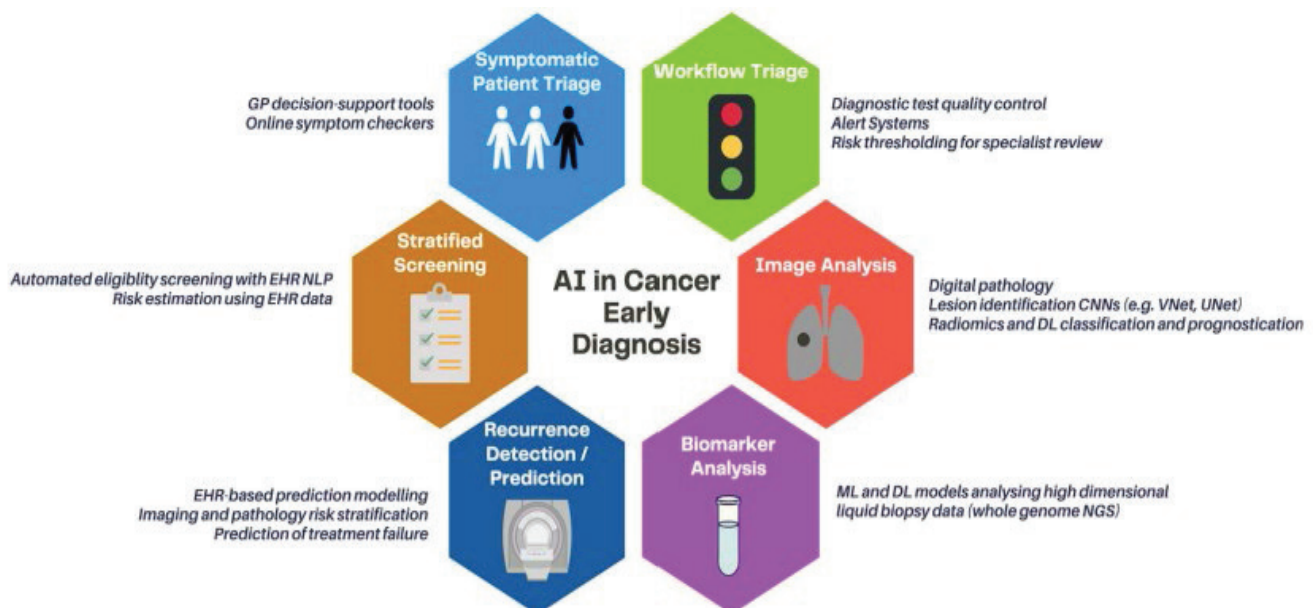 Symptomatic
Patient Triage
GP decision-support tools
Online symptom checkers
Workflow Triage
Diagnostic test quality control
Alert Systems
Risk thresholding for specialist review
Stratified
Screening
Automated eligiblity screening with EHR NLP
Risk estimation using EHR data
AI in Cancer
Early
Diagnosis
Image Analysis
Digital pathology
Lesion identification CNNs (e.g. VNet, UNet)
Radiomics and DL classification and prognostication
Recurrence
Detection /
Prediction
EHR-based prediction modelling
Imaging and pathology risk stratification
Prediction of treatment failure
Biomarker
Analysis
ML and DL models analysing high dimensional
liquid biopsy data (whole genome NGS)